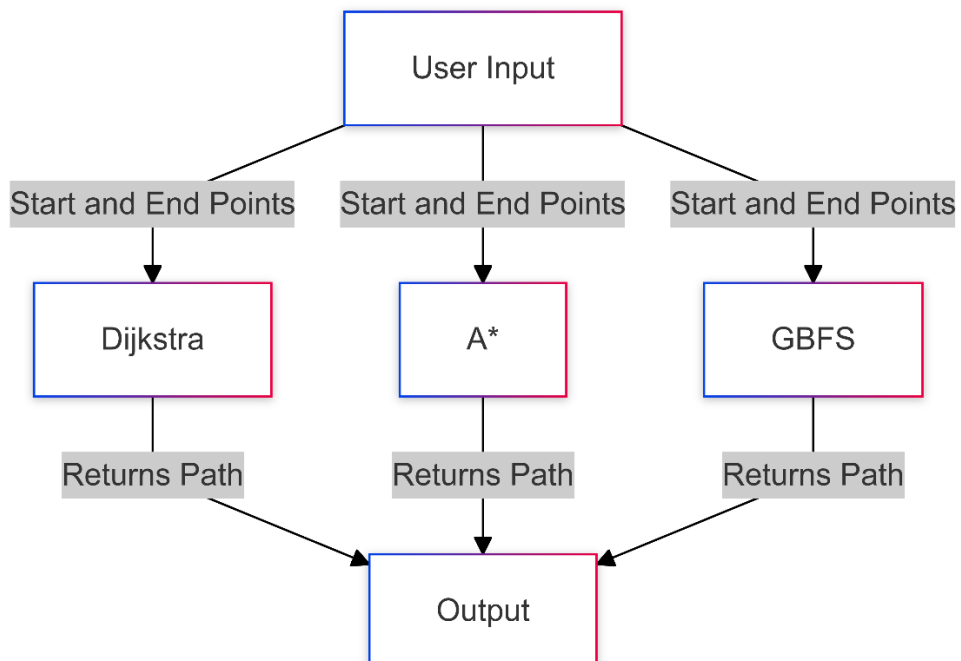 User Input
Start and End Points
Start and End Points
Start and End Points
Dijkstra
A*
GBFS
Returns Path
Returns Path
Returns Path
Output